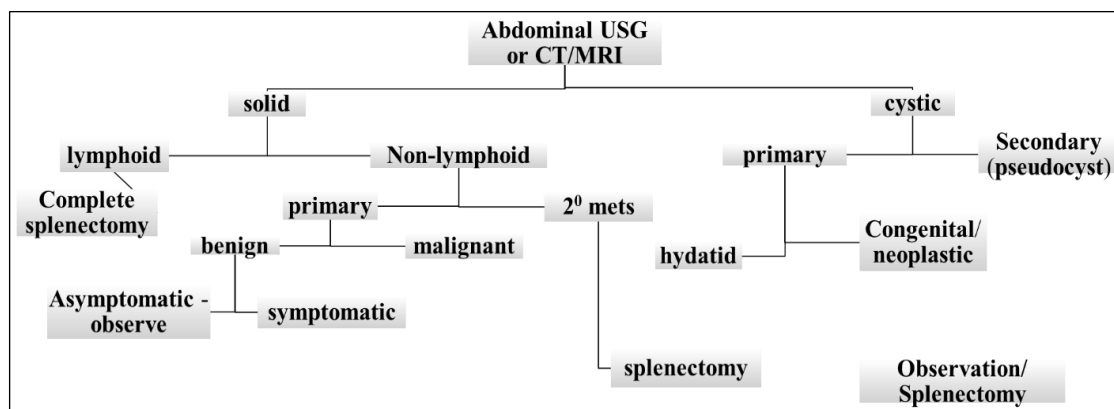 Abdominal USG
or CT/MRI
solid
cystic
lymphoid
Non-lymphoid
primary
Secondary
(pseudocyst)
Complete
splenectomy
primary
2⁰ mets
benign
malignant
hydatid
Congenital/
neoplastic
Asymptomatic -
observe
symptomatic
splenectomy
Observation/
Splenectomy